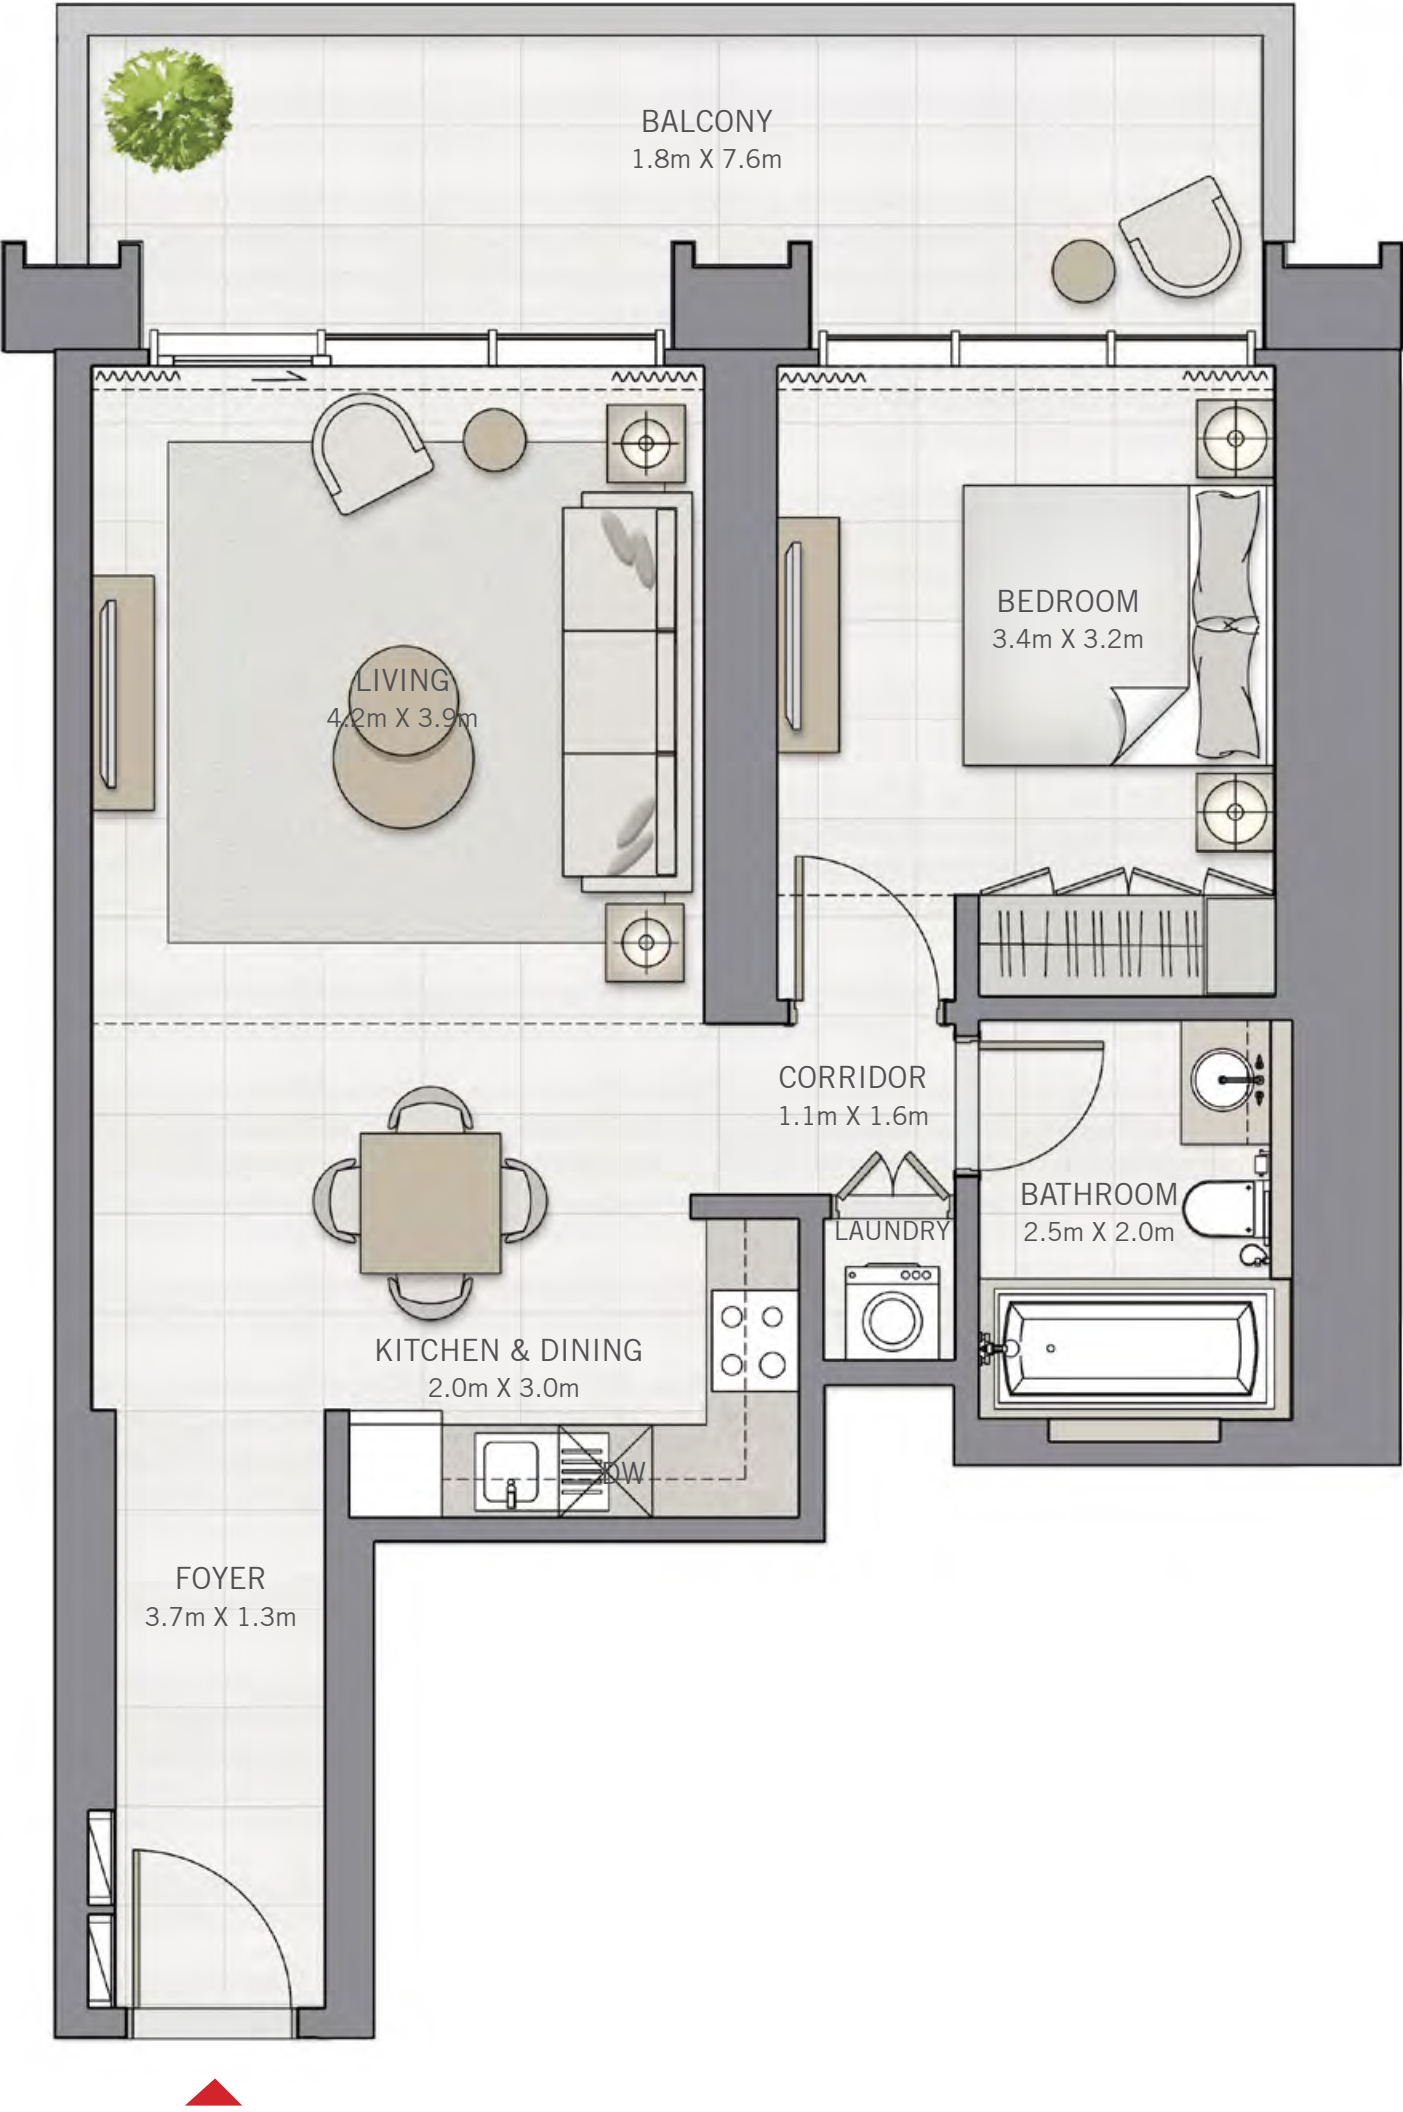 BALCONY
1.8m X 7.6m
BEDROOM
3.4m X 3.2m
LIVING
4.2m X 3.9m
CORRIDOR
1.1m X 1.6m
BATHROOM
2.5m X 2.0m
LAUNDRY
KITCHEN & DINING
2.0m X 3.0m
DW
FOYER
3.7m X 1.3m